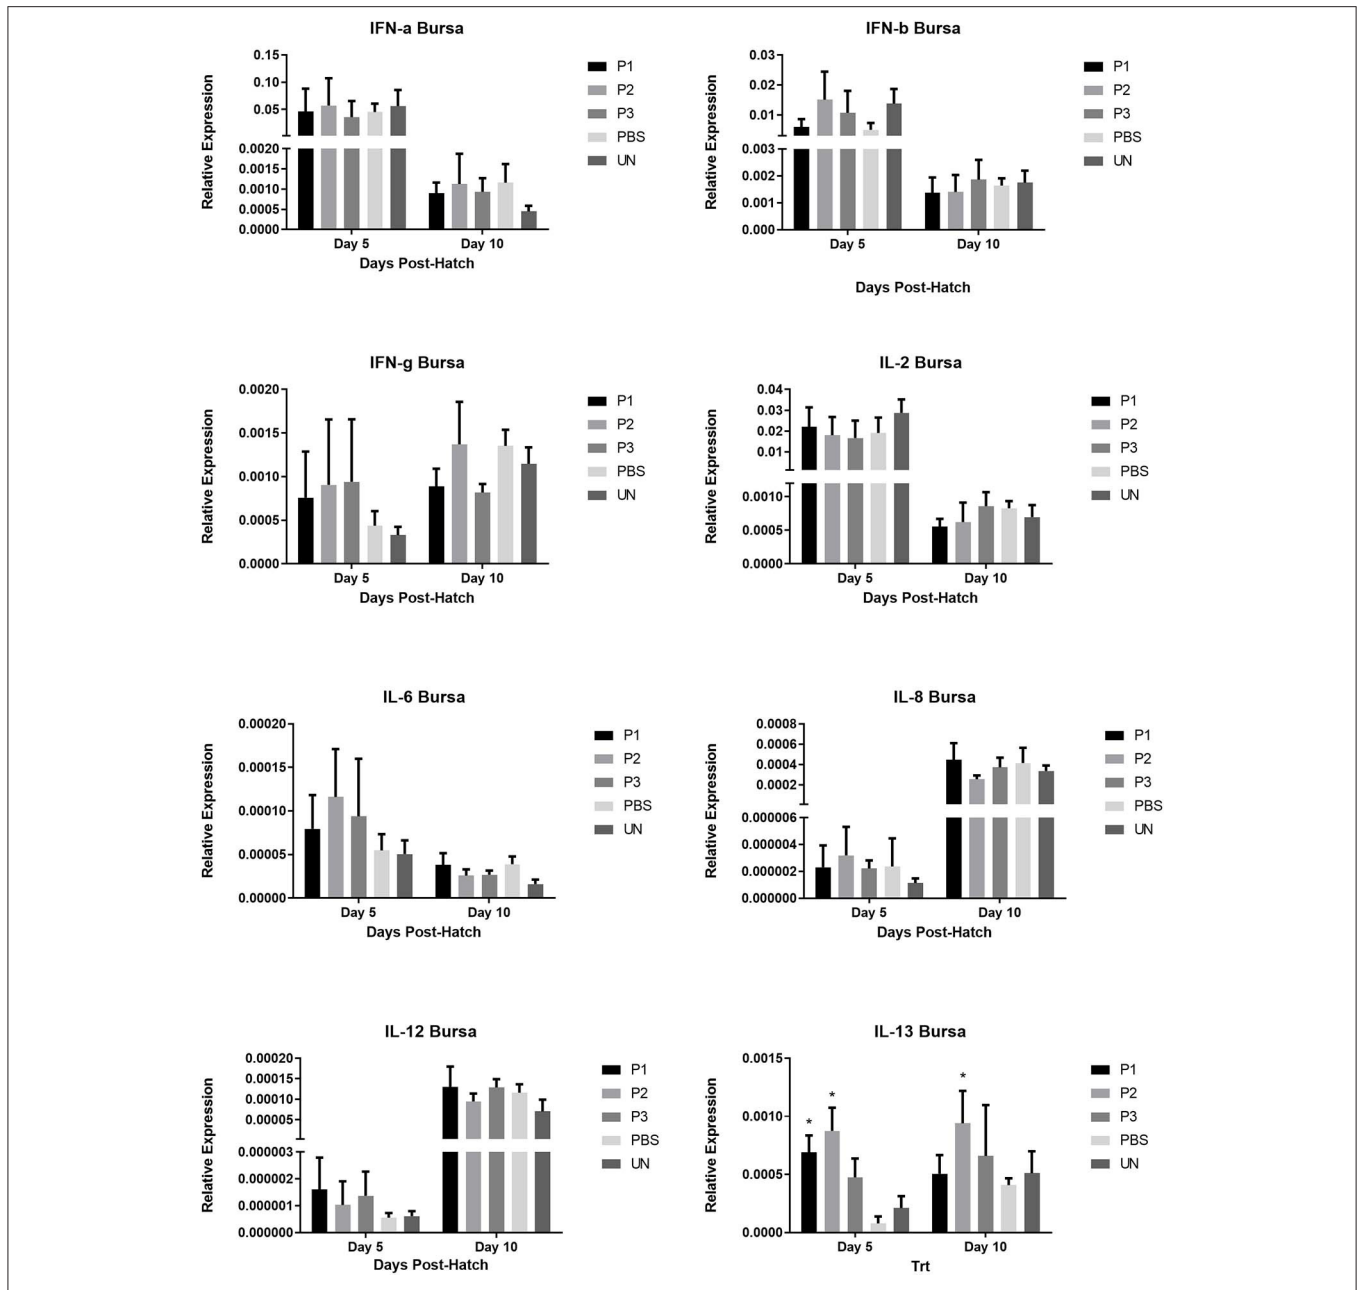 IFN-a Bursa
Relative Expression
0.15
0.10
0.05
0.0020
0.0015
0.0010
0.0005
0.0000
Day 5
Day 10
Days Post-Hatch
P1
P2
P3
PBS
UN
IFN-b Bursa
Relative Expression
0.03
0.02
0.01
0.003
0.002
0.001
0.000
Day 5
Day 10
Days Post-Hatch
P1
P2
P3
PBS
UN
IFN-g Bursa
Relative Expression
0.0020
0.0015
0.0010
0.0005
0.0000
Day 5
Day 10
Days Post-Hatch
P1
P2
P3
PBS
UN
IL-2 Bursa
Relative Expression
0.04
0.03
0.02
0.01
0.0010
0.0005
0.0000
Day 5
Day 10
Days Post-Hatch
P1
P2
P3
PBS
UN
IL-6 Bursa
Relative Expression
0.00020
0.00015
0.00010
0.00005
0.00000
Day 5
Day 10
Days Post-Hatch
P1
P2
P3
PBS
UN
IL-8 Bursa
Relative Expression
0.0008
0.0006
0.0004
0.0002
0.000006
0.000004
0.000002
0.000000
Day 5
Day 10
Days Post-Hatch
P1
P2
P3
PBS
UN
IL-12 Bursa
Relative Expression
0.00020
0.00015
0.00010
0.00005
0.000003
0.000002
0.000001
0.000000
Day 5
Day 10
Days Post-Hatch
P1
P2
P3
PBS
UN
IL-13 Bursa
Relative Expression
0.0015
0.0010
0.0005
0.0000
*
*
*
Day 5
Day 10
Trt
P1
P2
P3
PBS
UN